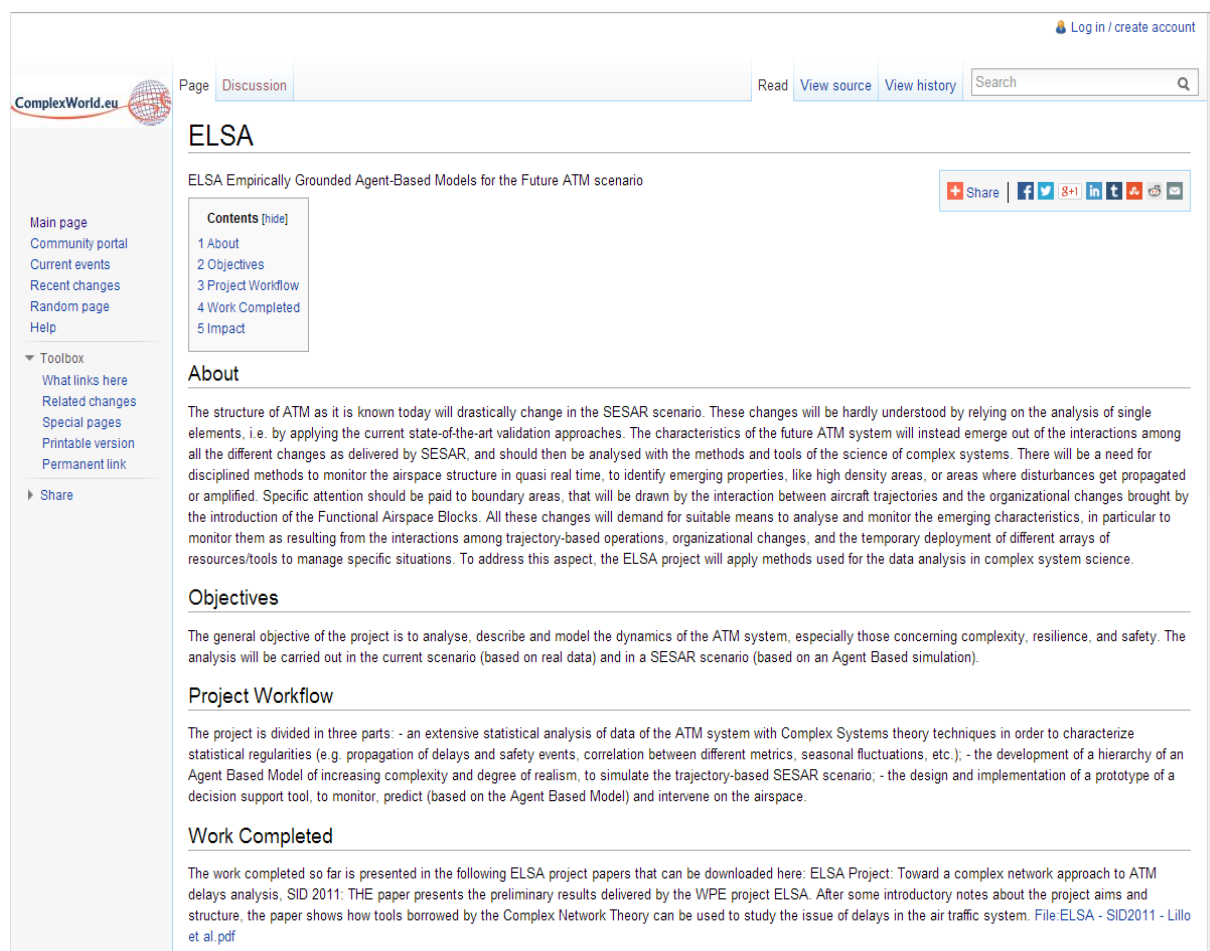 Log in / create account
ComplexWorld.eu
Page Discussion Read View source View history Search
ELSA
ELSA Empirically Grounded Agent-Based Models for the Future ATM scenario
Share
Contents [hide]
1 About
2 Objectives
3 Project Workflow
4 Work Completed
5 Impact
Main page
Community portal
Current events
Recent changes
Random page
Help
Toolbox
What links here
Related changes
Special pages
Printable version
Permanent link
Share
About
The structure of ATM as it is known today will drastically change in the SESAR scenario. These changes will be hardly understood by relying on the analysis of single
elements, i.e. by applying the current state-of-the-art validation approaches. The characteristics of the future ATM system will instead emerge out of the interactions among
all the different changes as delivered by SESAR, and should then be analysed with the methods and tools of the science of complex systems. There will be a need for
disciplined methods to monitor the airspace structure in quasi real time, to identify emerging properties, like high density areas, or areas where disturbances get propagated
or amplified. Specific attention should be paid to boundary areas, that will be drawn by the interaction between aircraft trajectories and the organizational changes brought by
the introduction of the Functional Airspace Blocks. All these changes will demand for suitable means to analyse and monitor the emerging characteristics, in particular to
monitor them as resulting from the interactions among trajectory-based operations, organizational changes, and the temporary deployment of different arrays of
resources/tools to manage specific situations. To address this aspect, the ELSA project will apply methods used for the data analysis in complex system science.
Objectives
The general objective of the project is to analyse, describe and model the dynamics of the ATM system, especially those concerning complexity, resilience, and safety. The
analysis will be carried out in the current scenario (based on real data) and in a SESAR scenario (based on an Agent Based simulation).
Project Workflow
The project is divided in three parts: - an extensive statistical analysis of data of the ATM system with Complex Systems theory techniques in order to characterize
statistical regularities (e.g. propagation of delays and safety events, correlation between different metrics, seasonal fluctuations, etc.); - the development of a hierarchy of an
Agent Based Model of increasing complexity and degree of realism, to simulate the trajectory-based SESAR scenario; - the design and implementation of a prototype of a
decision support tool, to monitor, predict (based on the Agent Based Model) and intervene on the airspace.
Work Completed
The work completed so far is presented in the following ELSA project papers that can be downloaded here: ELSA Project: Toward a complex network approach to ATM
delays analysis, SID 2011: THE paper presents the preliminary results delivered by the WPE project ELSA. After some introductory notes about the project aims and
structure, the paper shows how tools borrowed by the Complex Network Theory can be used to study the issue of delays in the air traffic system. File:ELSA - SID2011 - Lillo
et al.pdf